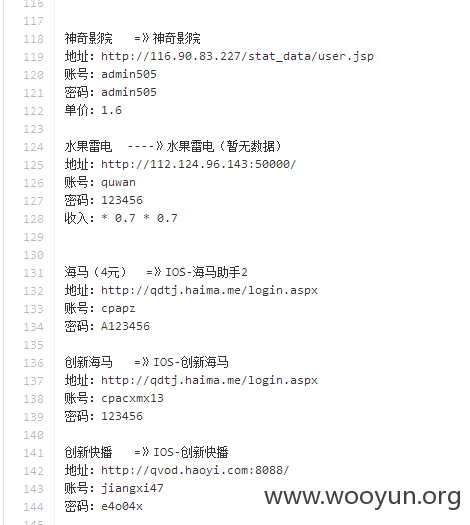 116
117
118 神奇影院 =》神奇影院
119 地址：http://116.90.83.227/stat_data/user.jsp
120 账号：admin505
121 密码：admin505
122 单价：1.6
123
124 水果雷电 ----》水果雷电（暂无数据）
125 地址：http://112.124.96.143:50000/
126 账号：quwan
127 密码：123456
128 收入：* 0.7 * 0.7
129
130
131 海马（4元） =》IOS-海马助手2
132 地址：http://qdtj.haima.me/login.aspx
133 账号：cpapz
134 密码：A123456
135
136 创新海马 =》IOS-创新海马
137 地址：http://qdtj.haima.me/login.aspx
138 账号：cpacxmx13
139 密码：123456
140
141 创新快播 =》IOS-创新快播
142 地址：http://qvod.haoyi.com:8088/
143 账号：jiangxi47
144 密码：e4o04x
www.wooyun.org